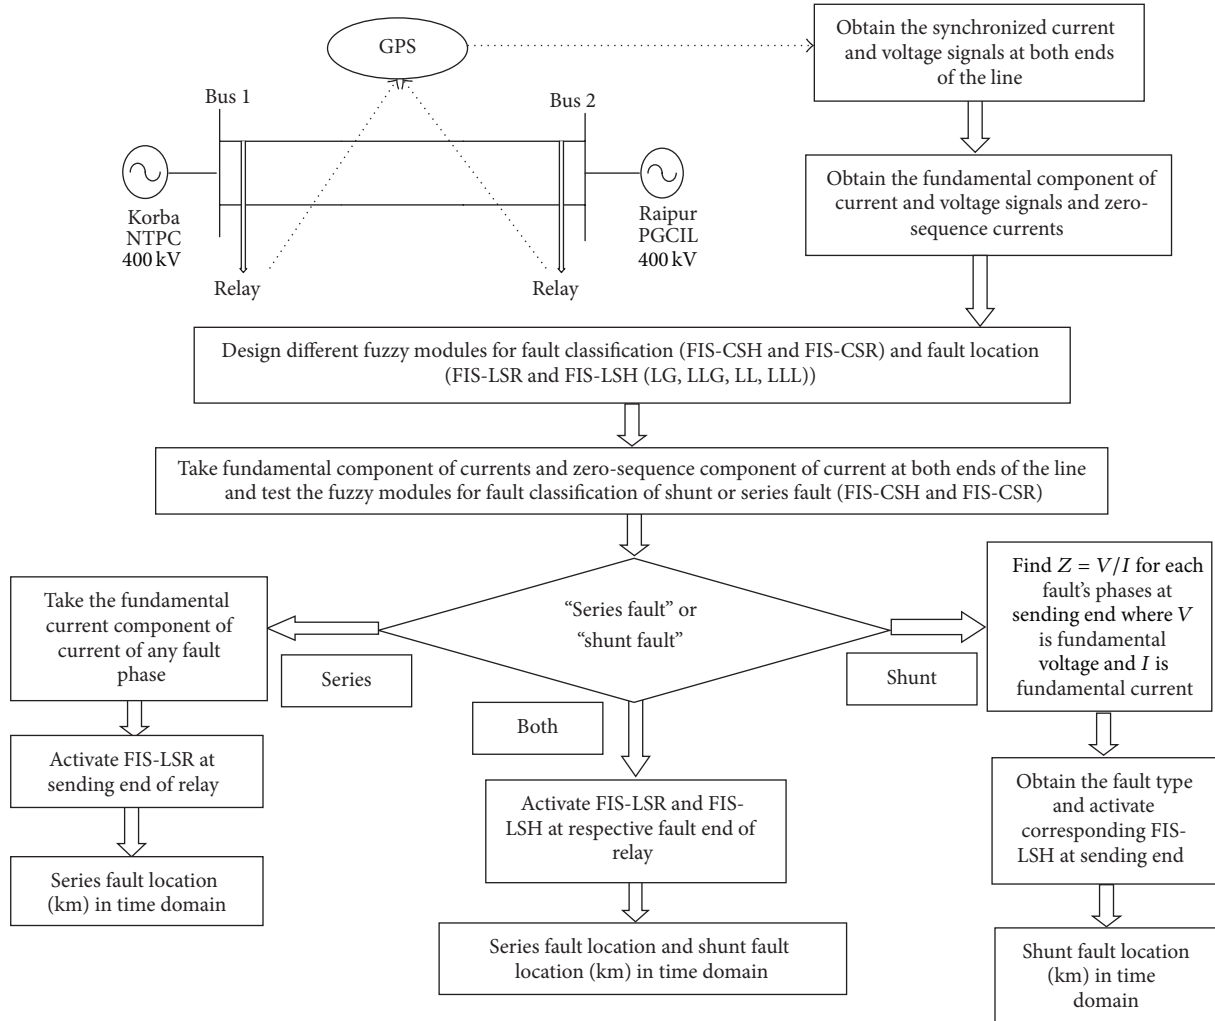 GPS
Bus 1
Bus 2
Korba
NTPC
400 kV
Raipur
PGCIL
400 kV
Relay
Relay
Obtain the synchronized current
and voltage signals at both ends
of the line
Obtain the fundamental component of
current and voltage signals and zero-
sequence currents
Design different fuzzy modules for fault classification (FIS-CSH and FIS-CSR) and fault location
(FIS-LSR and FIS-LSH (LG, LLG, LL, LLL))
Take fundamental component of currents and zero-sequence component of current at both ends of the line
and test the fuzzy modules for fault classification of shunt or series fault (FIS-CSH and FIS-CSR)
“Series fault” or
“shunt fault”
Series
Both
Shunt
Take the
fundamental
current component of
current of any fault
phase
Activate FIS-LSR at
sending end of relay
Series fault location
(km) in time domain
Activate FIS-LSR and FIS-
LSH at respective fault end of
relay
Series fault location and shunt fault
location (km) in time domain
Find Z = V/I for each
fault's phases at
sending end where V
is fundamental
voltage and I is
fundamental current
Obtain the fault type
and activate
corresponding FIS-
LSH at sending end
Shunt fault location
(km) in time
domain